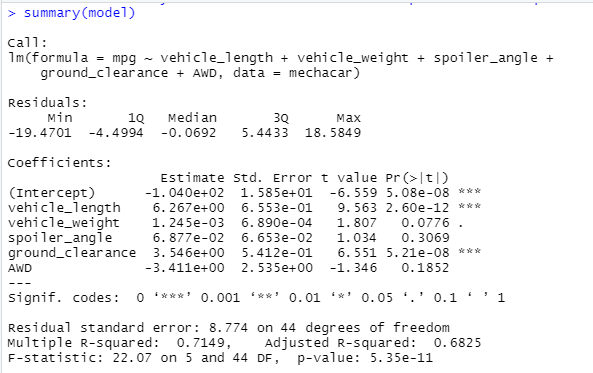 > summary(model)
Call:
lm(formula = mpg ~ vehicle_length + vehicle_weight + spoiler_angle +
    ground_clearance + AWD, data = mechacar)
Residuals:
     Min       1Q   Median       3Q      Max
-19.4701  -4.4994  -0.0692   5.4433  18.5849
Coefficients:
                   Estimate Std. Error t value Pr(>|t|)
(Intercept)      -1.040e+02  1.585e+01  -6.559 5.08e-08 ***
vehicle_length    6.267e+00  6.553e-01   9.563 2.60e-12 ***
vehicle_weight    1.245e-03  6.890e-04   1.807   0.0776 .
spoiler_angle     6.877e-02  6.653e-02   1.034   0.3069
ground_clearance  3.546e+00  5.412e-01   6.551 5.21e-08 ***
AWD              -3.411e+00  2.535e+00  -1.346   0.1852
---
Signif. codes:  0 ‘***’ 0.001 ‘**’ 0.01 ‘*’ 0.05 ‘.’ 0.1 ‘ ’ 1
Residual standard error: 8.774 on 44 degrees of freedom
Multiple R-squared:  0.7149,    Adjusted R-squared:  0.6825
F-statistic: 22.07 on 5 and 44 DF,  p-value: 5.35e-11